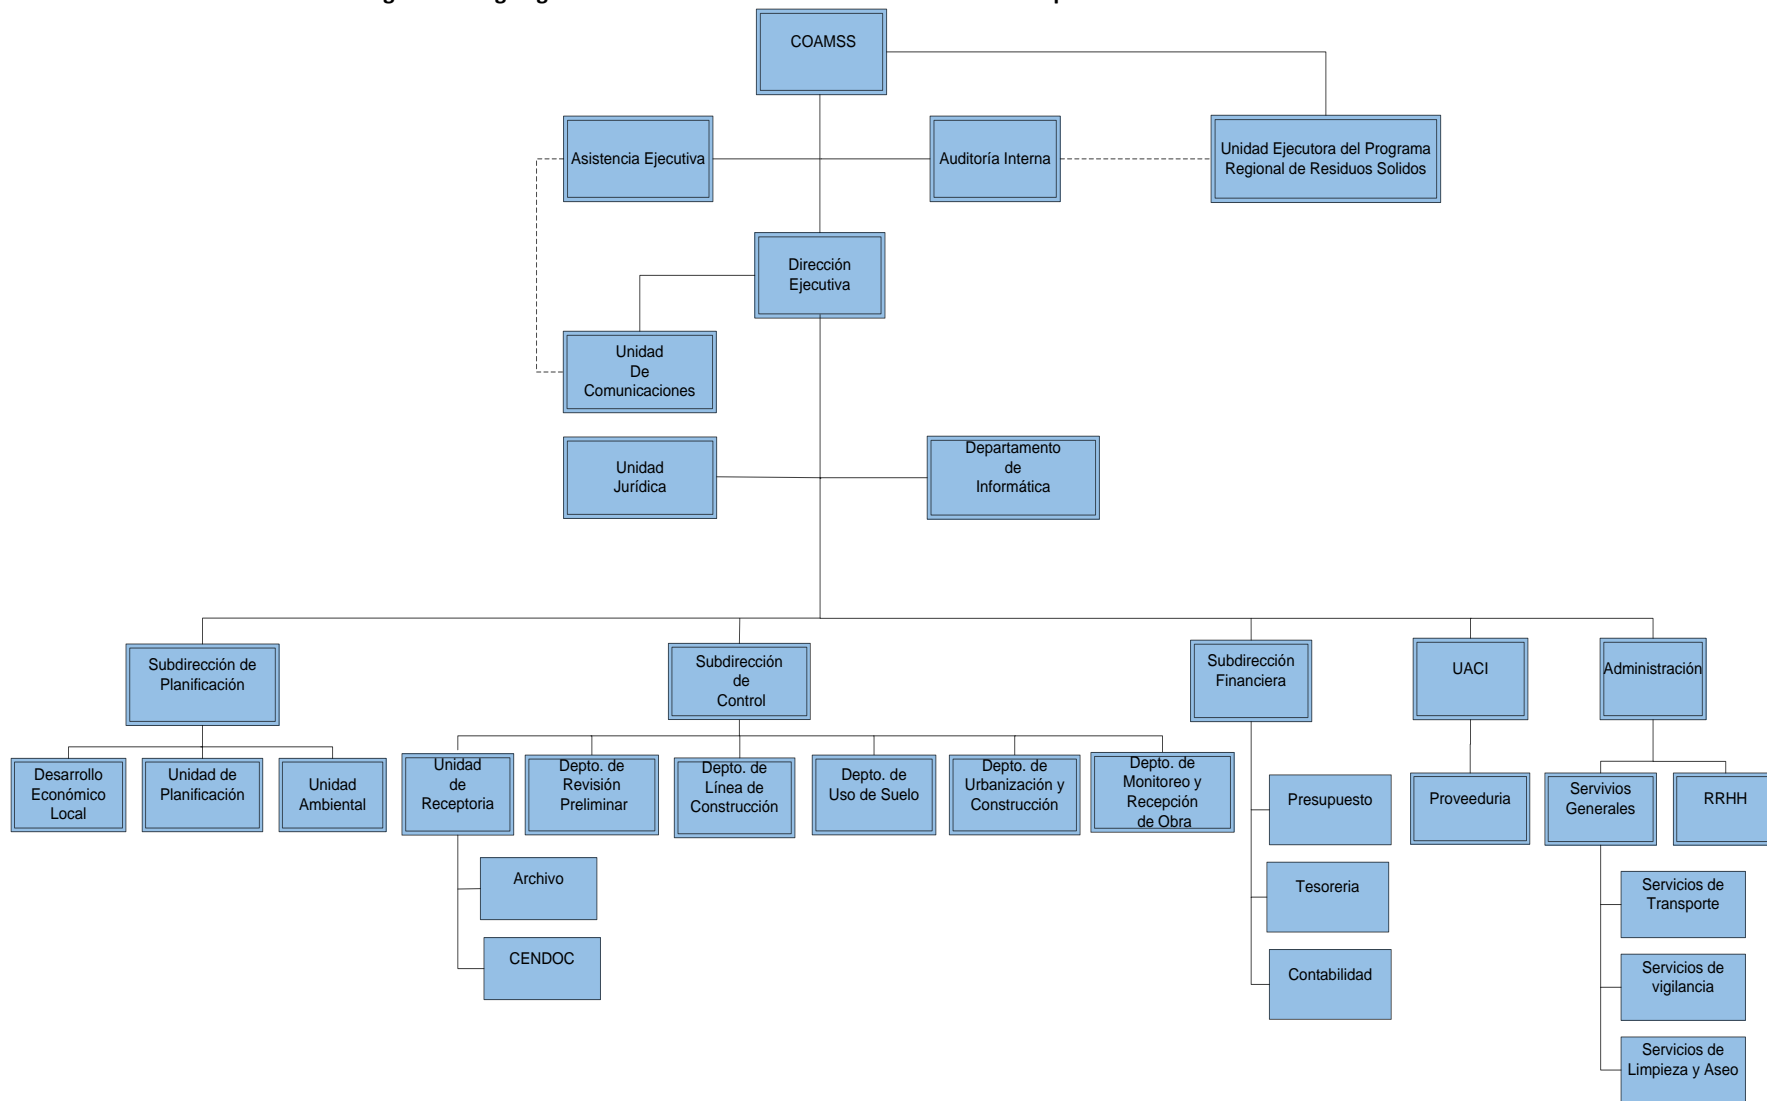 COAMSS
Asistencia Ejecutiva
Auditoría Interna
Unidad Ejecutora del Programa
Regional de Residuos Solidos
Dirección
Ejecutiva
Unidad
De
Comunicaciones
Unidad
Jurídica
Departamento
de
Informática
Subdirección de
Planificación
Subdirección
de
Control
Subdirección
Financiera
UACI
Administración
Desarrollo
Económico
Local
Unidad de
Planificación
Unidad
Ambiental
Unidad
de
Receptoria
Depto. de
Revisión
Preliminar
Depto. de
Línea de
Construcción
Depto. de
Uso de Suelo
Depto. de
Urbanización y
Construcción
Depto. de
Monitoreo y
Recepción
de Obra
Presupuesto
Proveeduria
Servivios
Generales
RRHH
Archivo
CENDOC
Tesoreria
Contabilidad
Servicios de
Transporte
Servicios de
vigilancia
Servicios de
Limpieza y Aseo